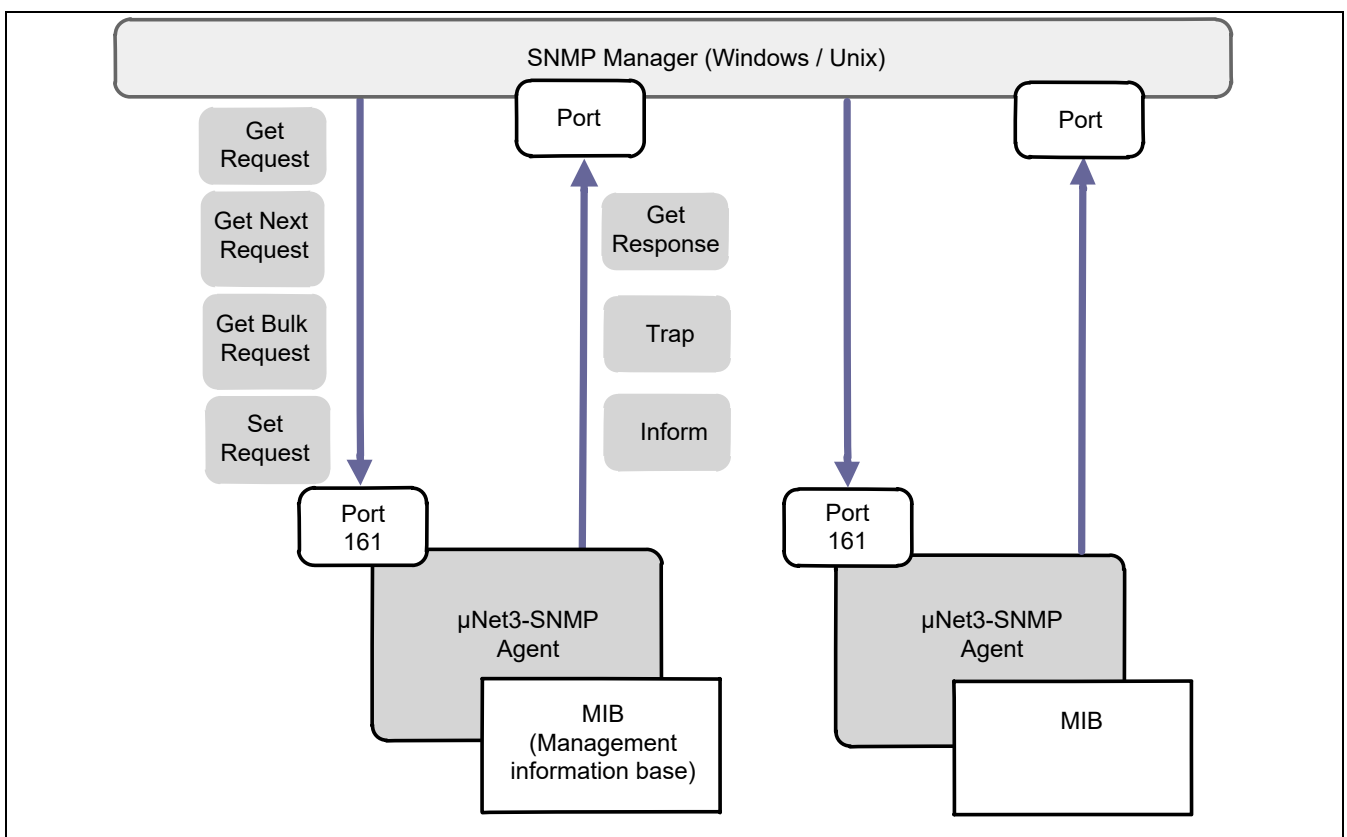 SNMP Manager (Windows / Unix)
Port
Port
Get
Request
Get Next
Request
Get Bulk
Request
Set
Request
Get
Response
Trap
Inform
Port
161
Port
161
µNet3-SNMP
Agent
MIB
(Management
information base)
µNet3-SNMP
Agent
MIB